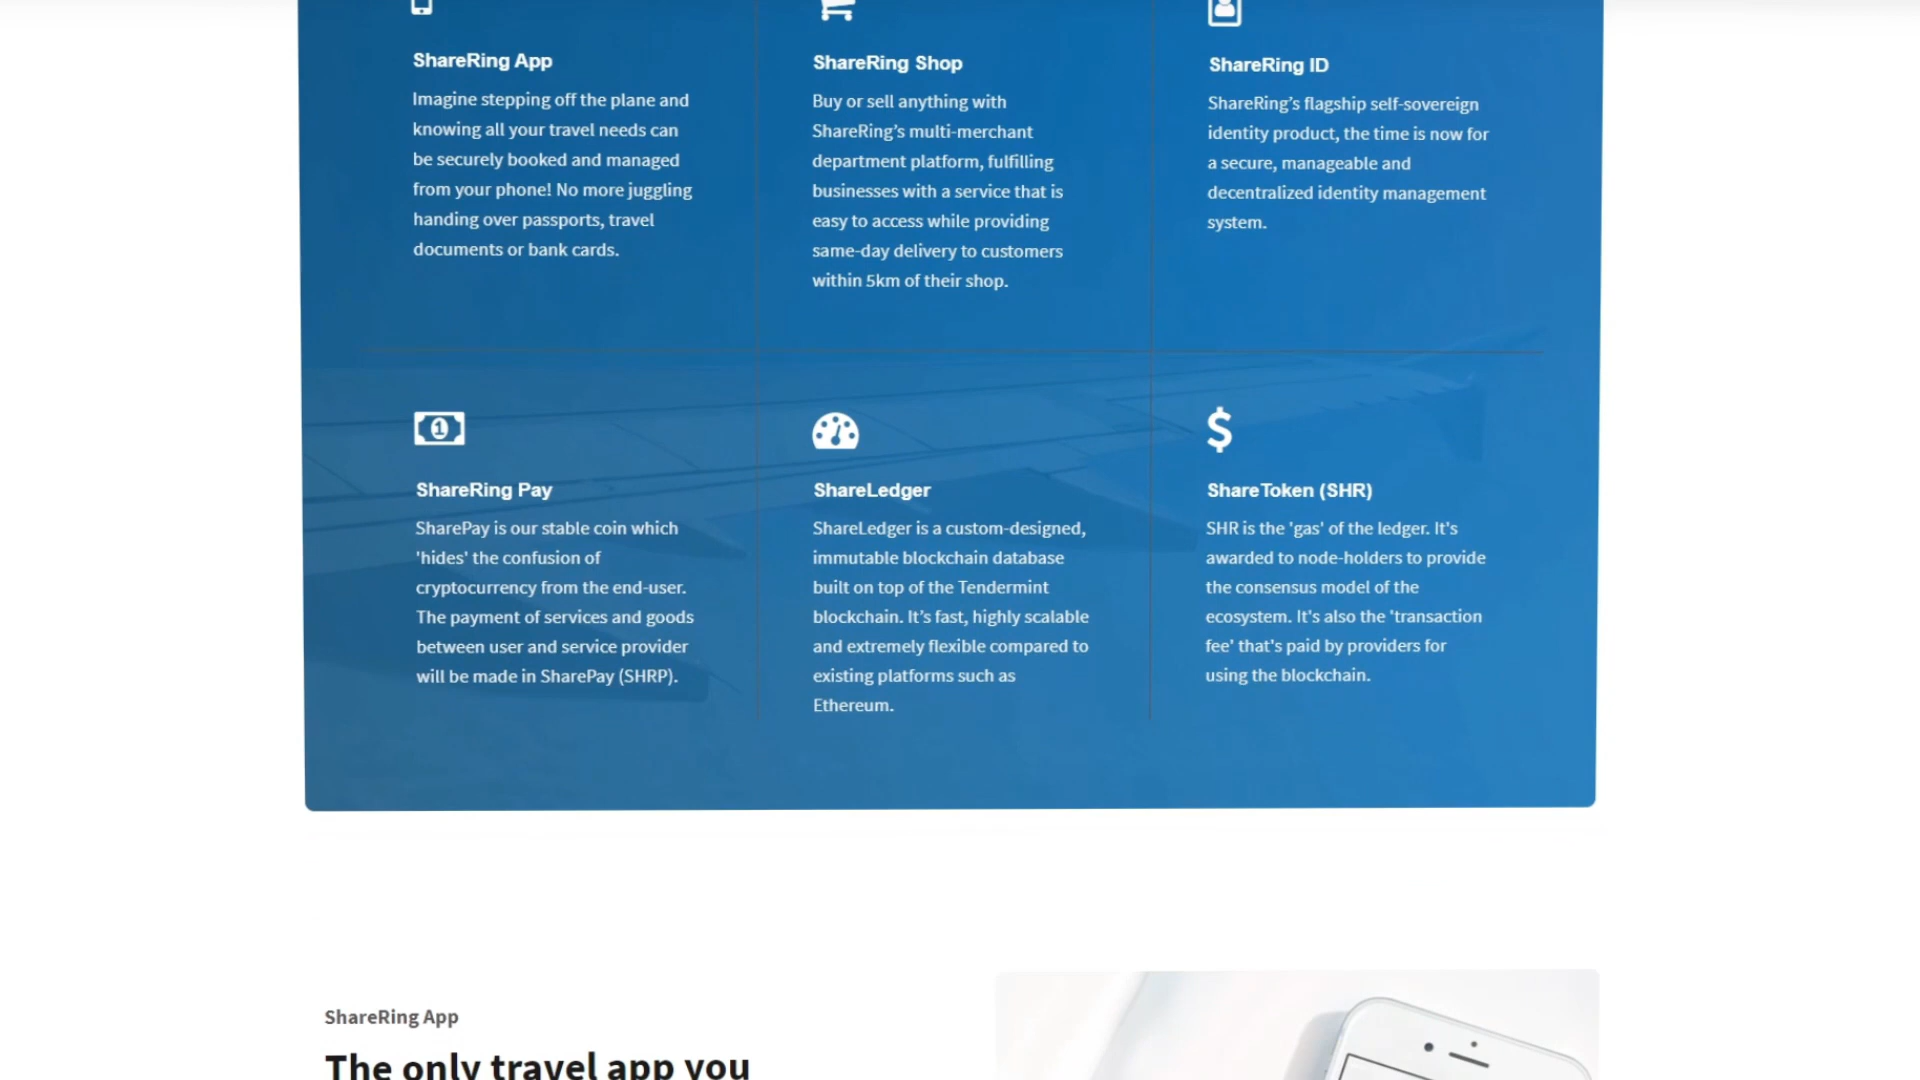 ShareRing App
Imagine stepping off the plane and
knowing all your travel needs can
be securely booked and managed
from your phone! No more juggling
handing over passports, travel
documents or bank cards.
ShareRing Shop
Buy or sell anything with
ShareRing’s multi-merchant
department platform, fulfilling
businesses with a service that is
easy to access while providing
same-day delivery to customers
within 5km of their shop.
ShareRing ID
ShareRing’s flagship self-sovereign
identity product, the time is now for
a secure, manageable and
decentralized identity management
system.
1
ShareRing Pay
SharePay is our stable coin which
'hides' the confusion of
cryptocurrency from the end-user.
The payment of services and goods
between user and service provider
will be made in SharePay (SHRP).
ShareLedger
ShareLedger is a custom-designed,
immutable blockchain database
built on top of the Tendermint
blockchain. It’s fast, highly scalable
and extremely flexible compared to
existing platforms such as
Ethereum.
$
ShareToken (SHR)
SHR is the 'gas' of the ledger. It's
awarded to node-holders to provide
the consensus model of the
ecosystem. It's also the 'transaction
fee' that's paid by providers for
using the blockchain.
ShareRing App
The only travel app you